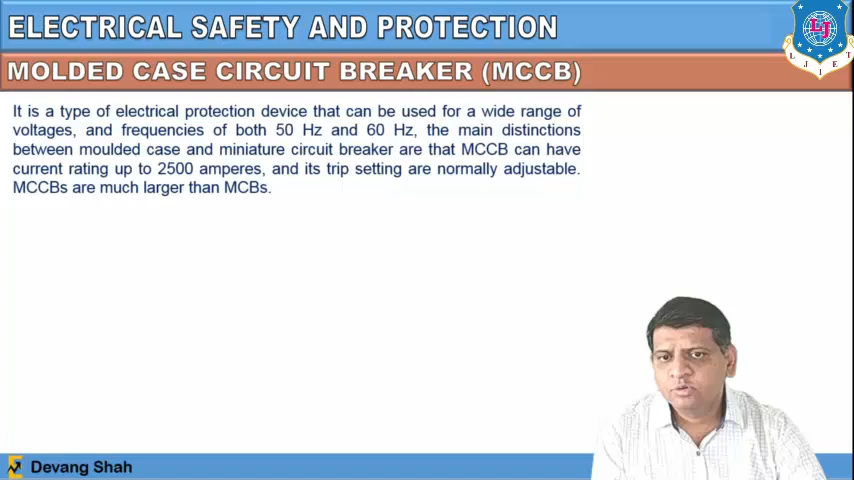 ELECTRICAL SAFETY AND PROTECTION
LJ
L J I E T
MOLDED CASE CIRCUIT BREAKER (MCCB)
It is a type of electrical protection device that can be used for a wide range of
voltages, and frequencies of both 50 Hz and 60 Hz, the main distinctions
between moulded case and miniature circuit breaker are that MCCB can have
current rating up to 2500 amperes, and its trip setting are normally adjustable.
MCCBs are much larger than MCBs.
Devang Shah